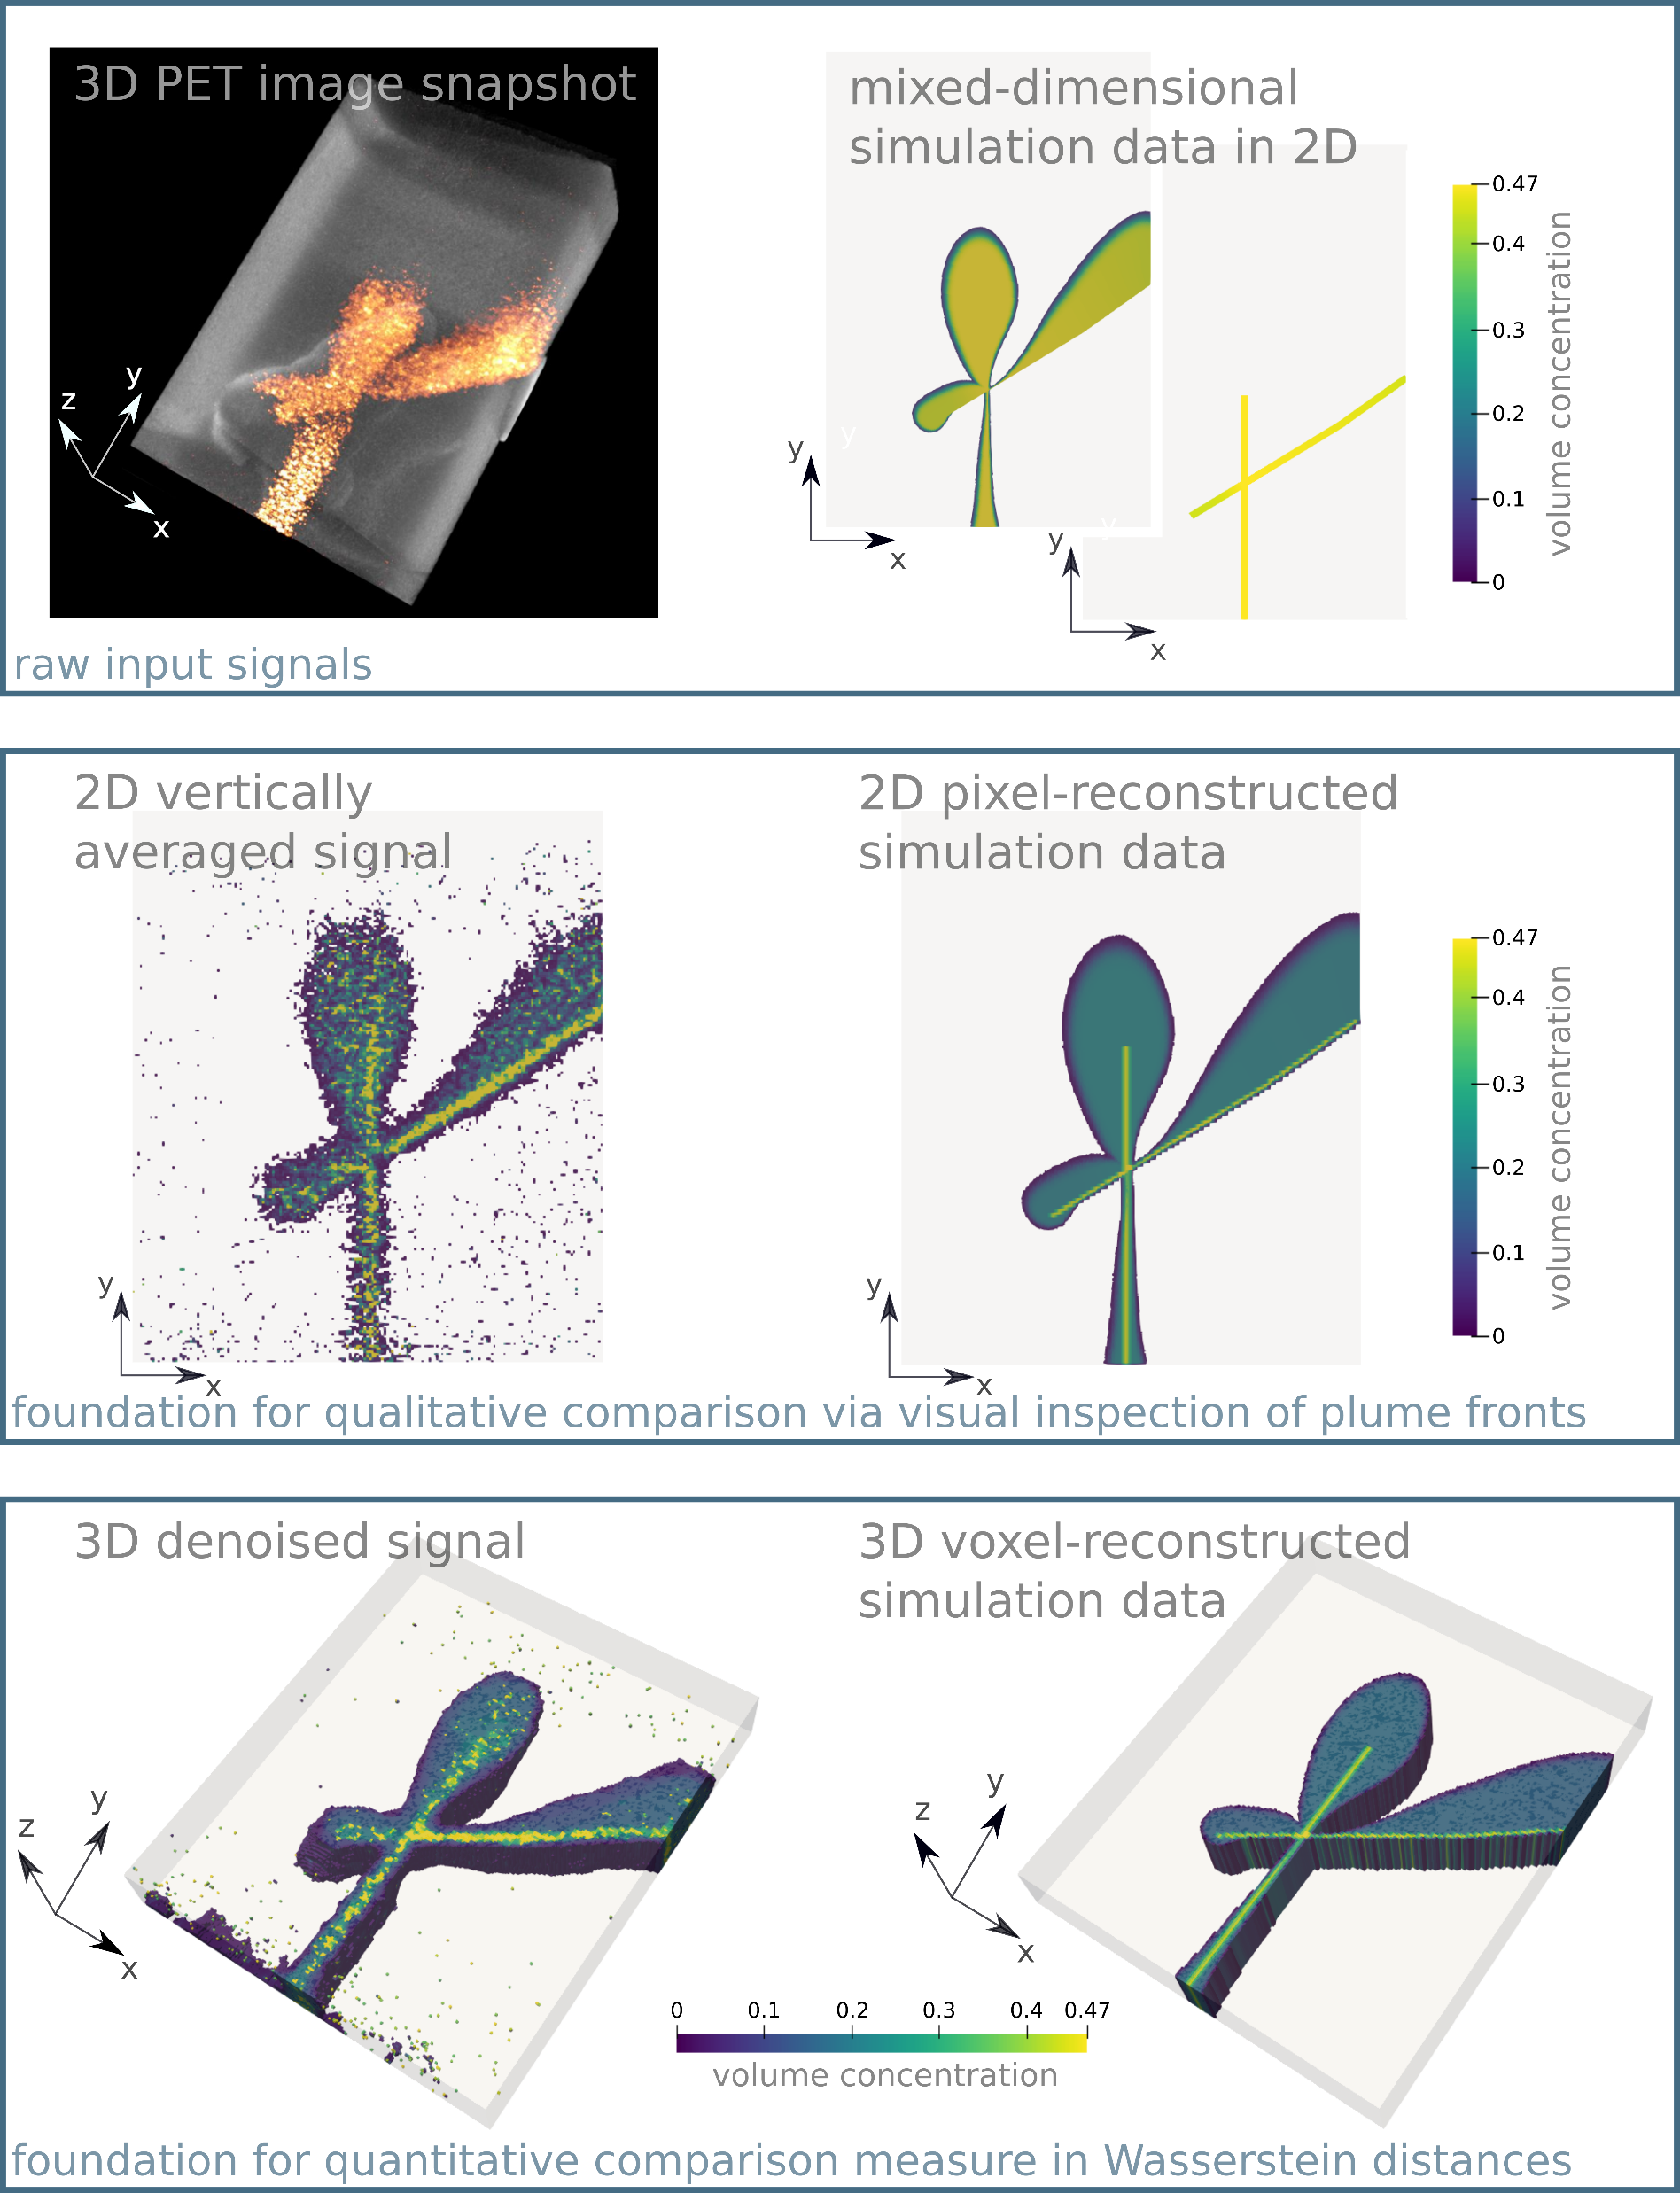 3D PET image snapshot
z
y
x
mixed-dimensional
simulation data in 2D
y
y
x
y
y
x
0.47
0.4
0.3
0.2
0.1
0
volume concentration
raw input signals
2D vertically
averaged signal
y
x
2D pixel-reconstructed
simulation data
y
x
0.47
0.4
0.3
0.2
0.1
0
volume concentration
foundation for qualitative comparison via visual inspection of plume fronts
3D denoised signal
z
y
x
3D voxel-reconstructed
simulation data
z
y
x
0 0.1 0.2 0.3 0.4 0.47
volume concentration
foundation for quantitative comparison measure in Wasserstein distances